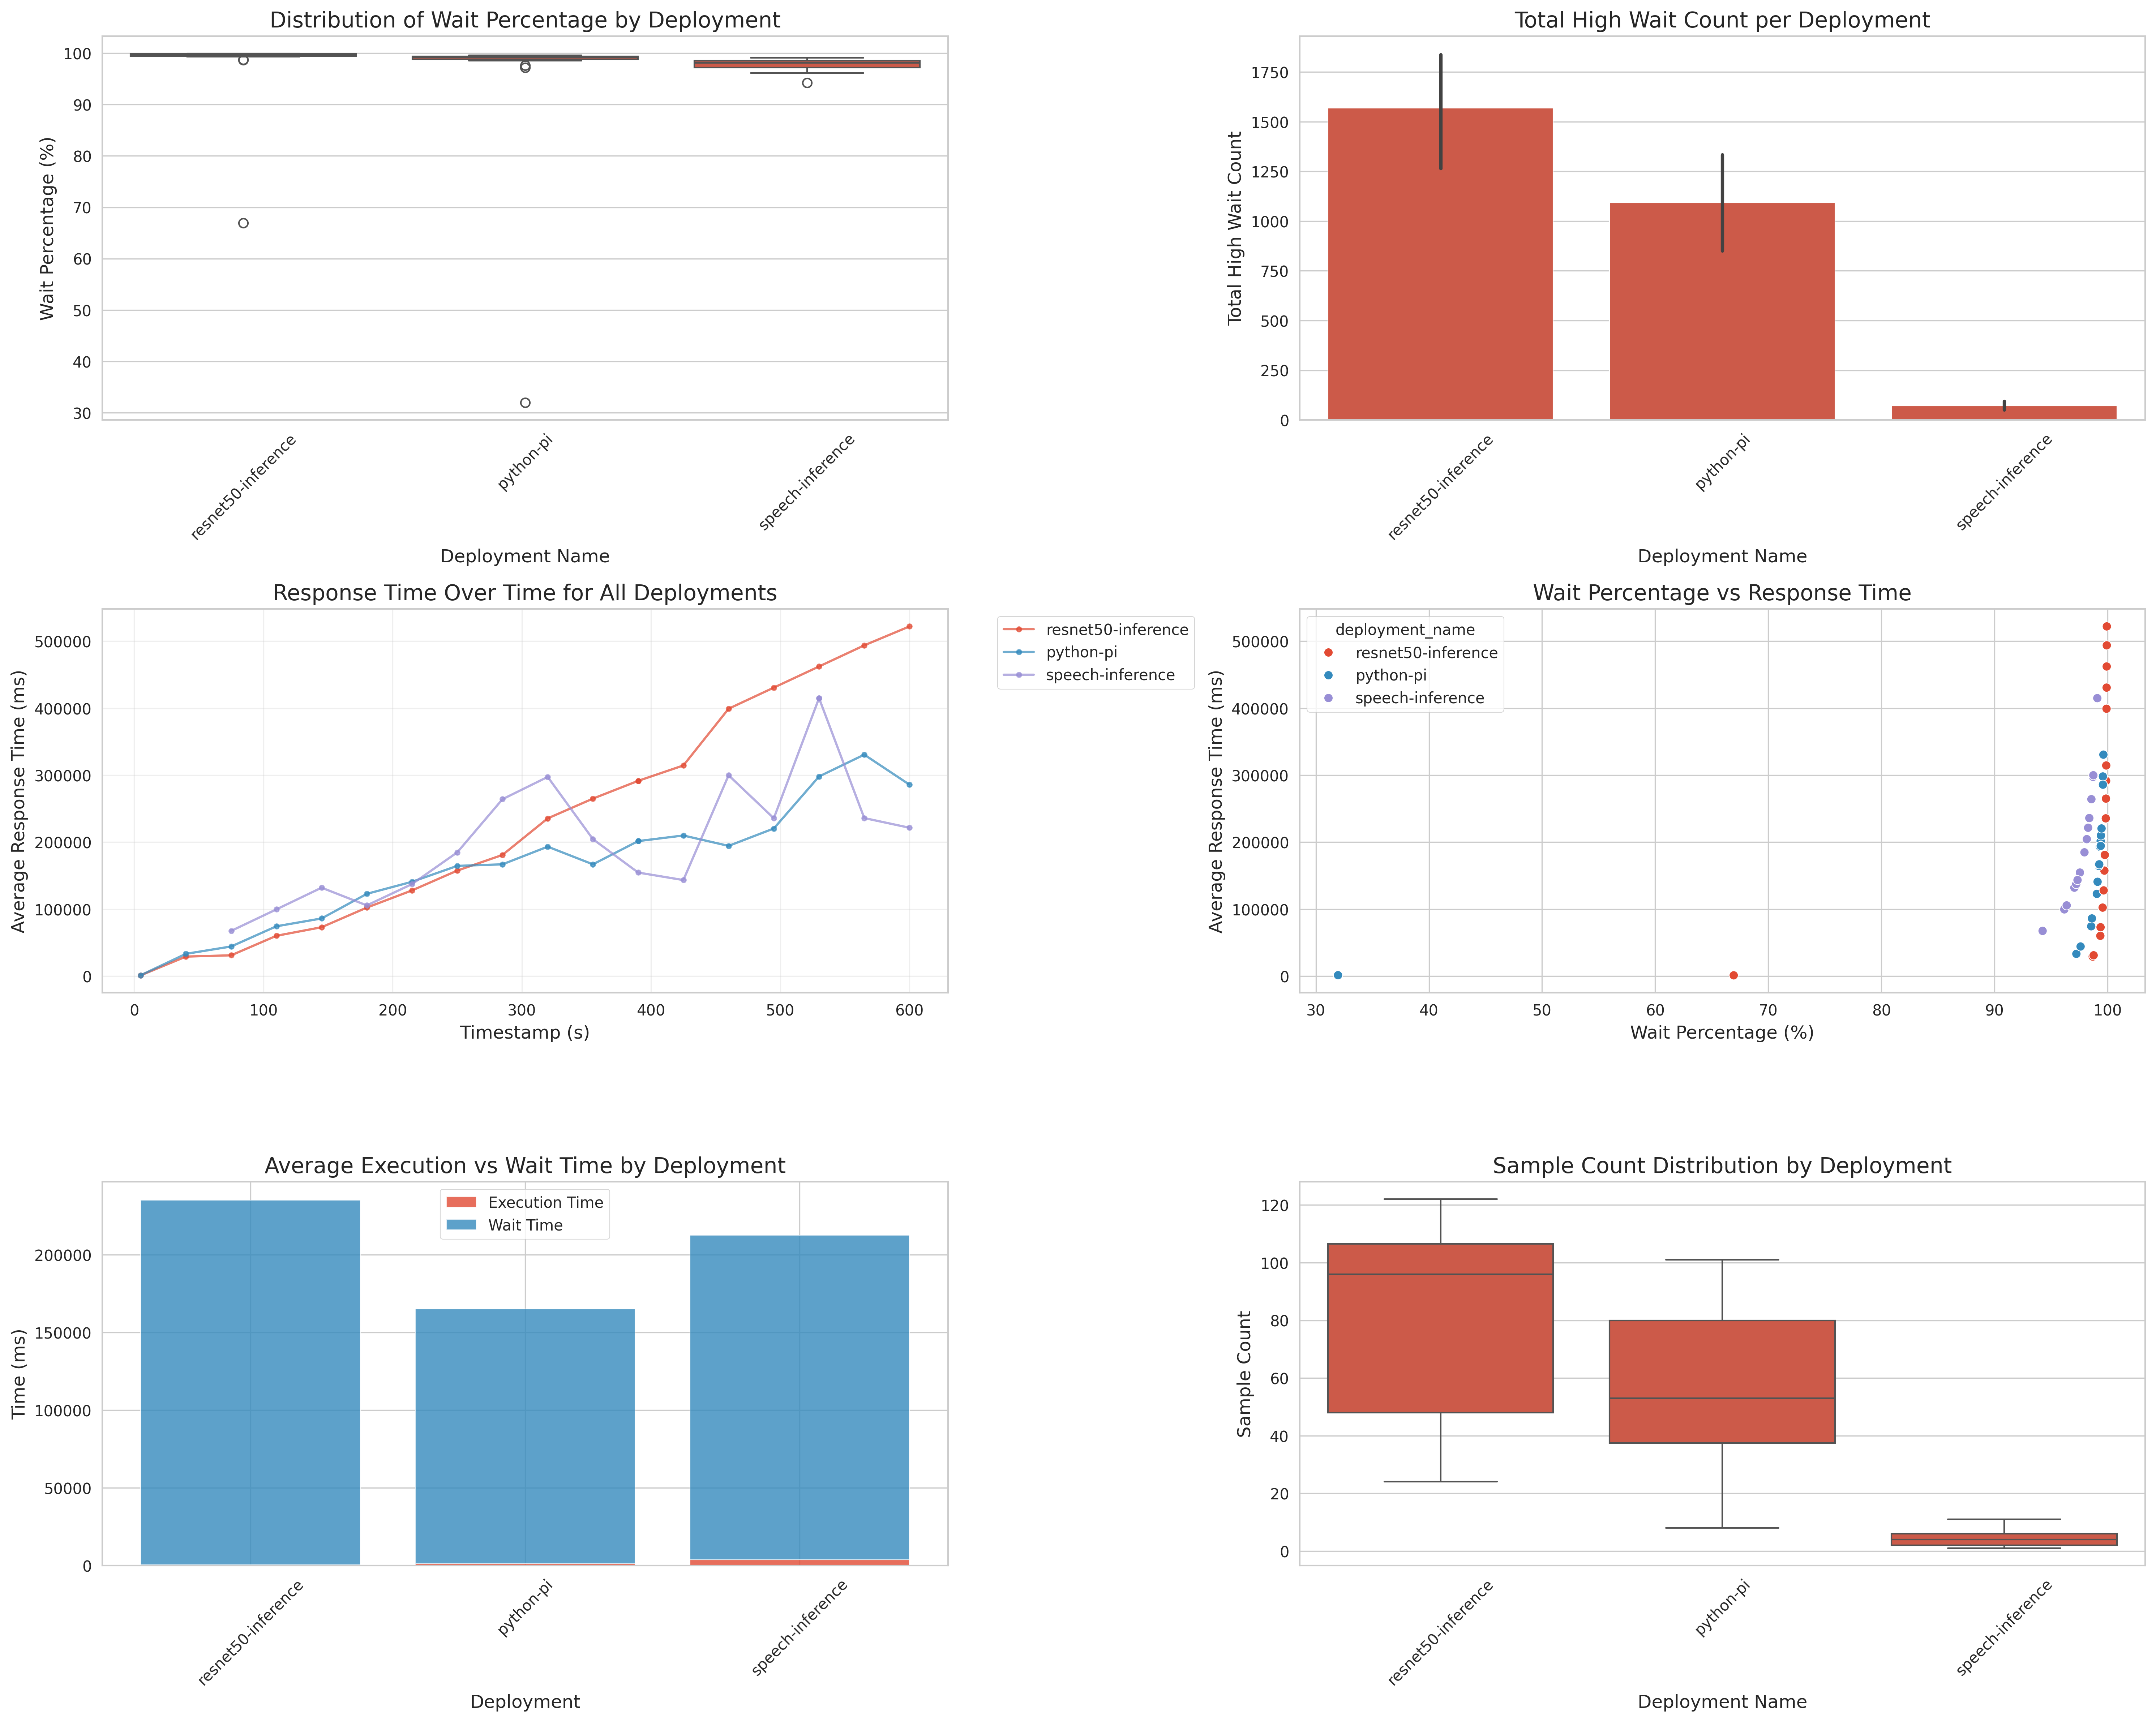 Distribution of Wait Percentage by Deployment
Wait Percentage (%)
100
90
80
70
60
50
40
30
resnet50-inference
python-pi
speech-inference
Deployment Name
Total High Wait Count per Deployment
Total High Wait Count
1750
1500
1250
1000
750
500
250
0
resnet50-inference
python-pi
speech-inference
Deployment Name
Response Time Over Time for All Deployments
Average Response Time (ms)
500000
400000
300000
200000
100000
0
0
100
200
300
400
500
600
Timestamp (s)
resnet50-inference
python-pi
speech-inference
Wait Percentage vs Response Time
Average Response Time (ms)
500000
400000
300000
200000
100000
0
deployment_name
resnet50-inference
python-pi
speech-inference
30
40
50
60
70
80
90
100
Wait Percentage (%)
Average Execution vs Wait Time by Deployment
Time (ms)
200000
150000
100000
50000
0
Execution Time
Wait Time
resnet50-inference
python-pi
speech-inference
Deployment
Sample Count Distribution by Deployment
Sample Count
120
100
80
60
40
20
0
resnet50-inference
python-pi
speech-inference
Deployment Name